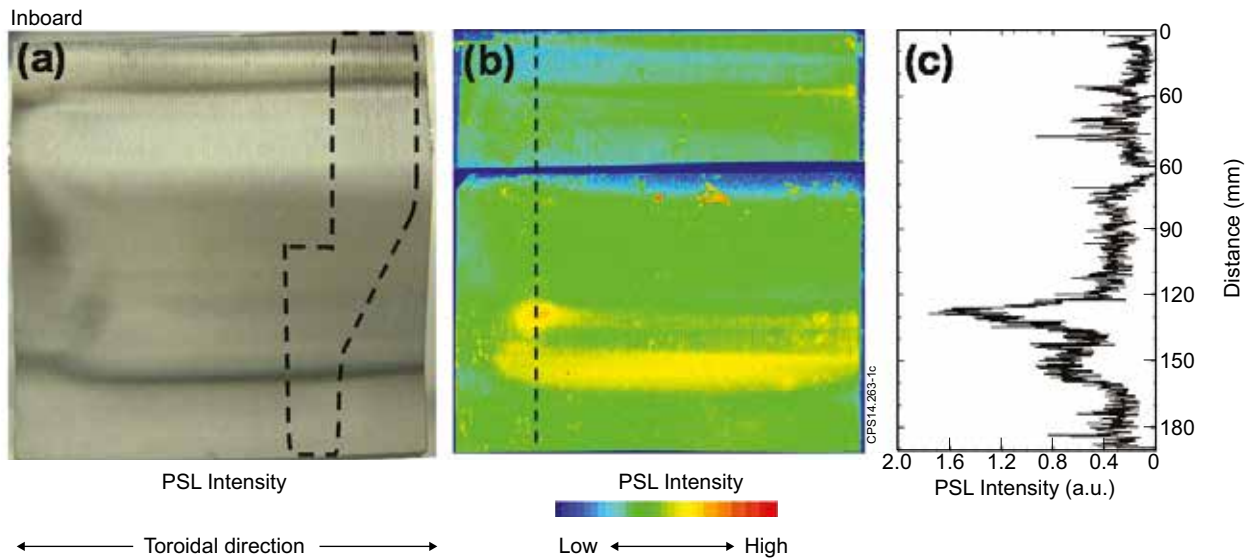 Inboard
(a)
(b)
(c)
0
60
60
90
120
150
180
Distance (mm)
CPS14.263-1c
2.0 1.6 1.2 0.8 0.4 0
PSL Intensity
PSL Intensity
PSL Intensity (a.u.)
Toroidal direction
Low High